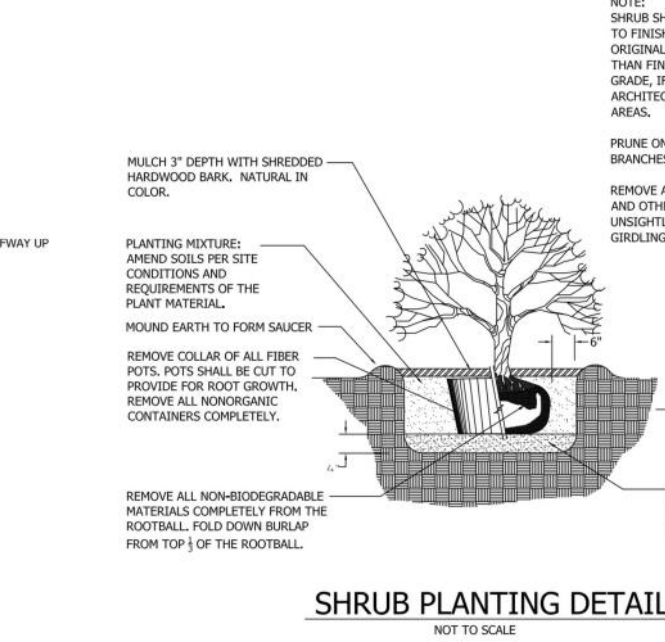 NOTE:
SHRUB SH
TO FINISH
ORIGINAL
THAN FIN
GRADE, IF
ARCHITEC
AREAS.
PRUNE ON
BRANCHES
REMOVE A
AND OTHE
UNSIGHTL
GIRDLING
MULCH 3" DEPTH WITH SHREDDED
HARDWOOD BARK. NATURAL IN
COLOR.
FWAY UP
PLANTING MIXTURE:
AMEND SOILS PER SITE
CONDITIONS AND
REQUIREMENTS OF THE
PLANT MATERIAL.
MOUND EARTH TO FORM SAUCER
REMOVE COLLAR OF ALL FIBER
POTS. POTS SHALL BE CUT TO
PROVIDE FOR ROOT GROWTH.
REMOVE ALL NONORGANIC
CONTAINERS COMPLETELY.
6"
4"
REMOVE ALL NON-BIODEGRADABLE
MATERIALS COMPLETELY FROM THE
ROOTBALL. FOLD DOWN BURLAP
FROM TOP 1/3 OF THE ROOTBALL.
SHRUB PLANTING DETAIL
NOT TO SCALE